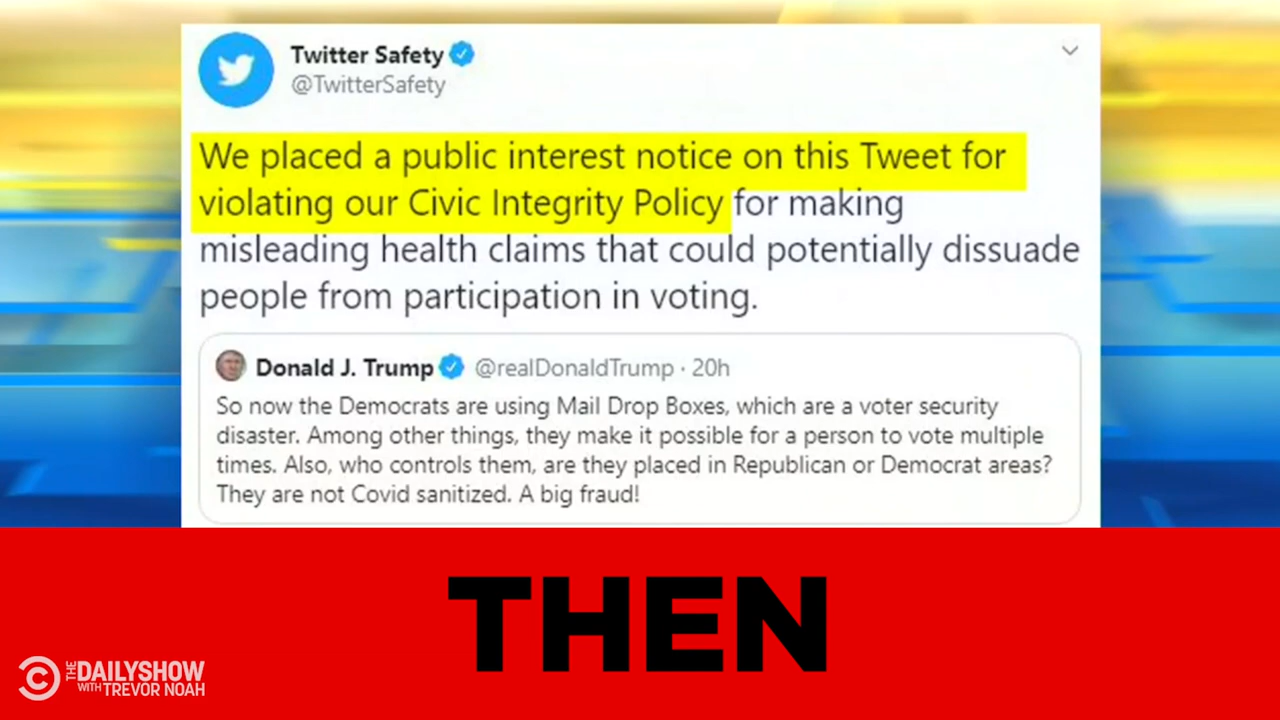 Twitter Safety
@TwitterSafety
We placed a public interest notice on this Tweet for
violating our Civic Integrity Policy for making
misleading health claims that could potentially dissuade
people from participation in voting.
Donald J. Trump @realDonaldTrump · 20h
So now the Democrats are using Mail Drop Boxes, which are a voter security
disaster. Among other things, they make it possible for a person to vote multiple
times. Also, who controls them, are they placed in Republican or Democrat areas?
They are not Covid sanitized. A big fraud!
THEN
THE DAILYSHOW
WITH TREVOR NOAH